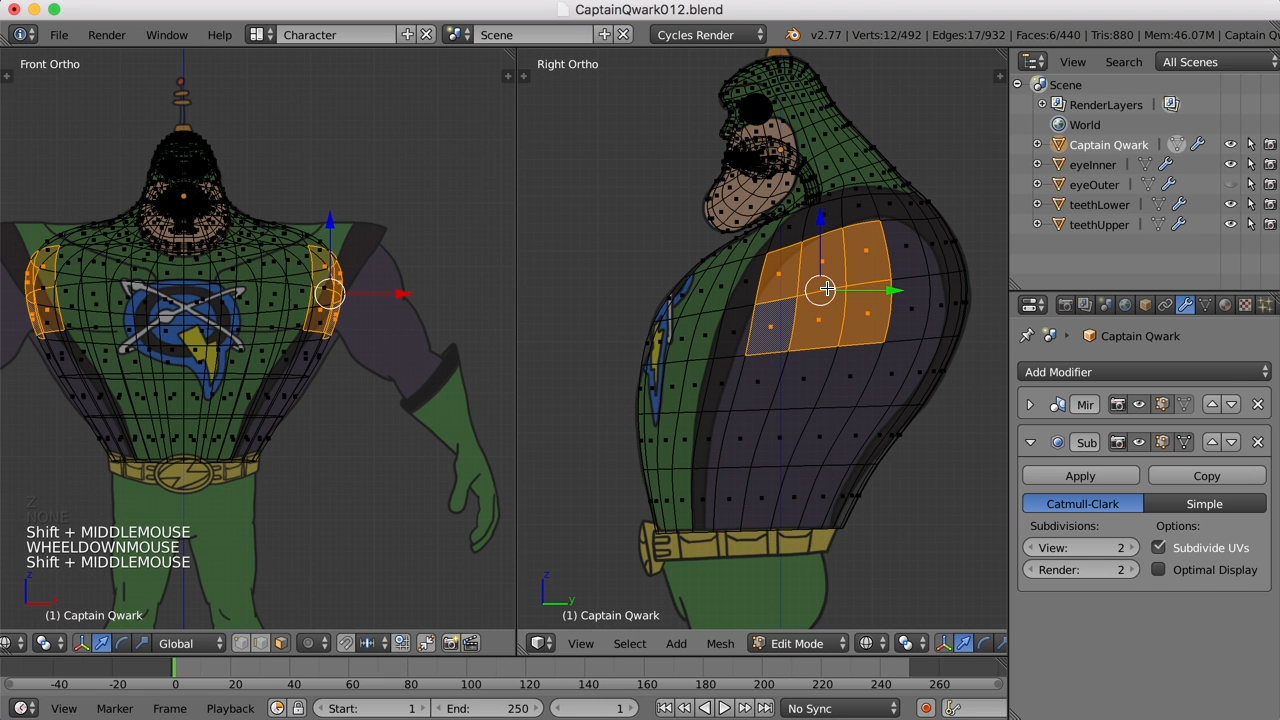 CaptainQwark012.blend
File Render Window Help Character Scene Cycles Render v2.77 | Verts:12/492 | Edges:17/932 | Faces:6/440 | Tris:880 | Mem:46.07M | Captain Q
Front Ortho
Right Ortho
View Search All Scenes
Scene
RenderLayers
World
Captain Qwark
eyeInner
eyeOuter
teethLower
teethUpper
Captain Qwark
Add Modifier
Mir
Sub
Apply Copy
Catmull-Clark Simple
Subdivisions: Options:
View: 2 Subdivide UVs
Render: 2 Optimal Display
Z
NONE
Shift + MIDDLEMOUSE
WHEELDOWNMOUSE
Shift + MIDDLEMOUSE
z
x
(1) Captain Qwark
z
y
(1) Captain Qwark
Global
View Select Add Mesh Edit Mode
-40 -20 0 20 40 60 80 100 120 140 160 180 200 220 240 260
View Marker Frame Playback Start: 1 End: 250 1 No Sync